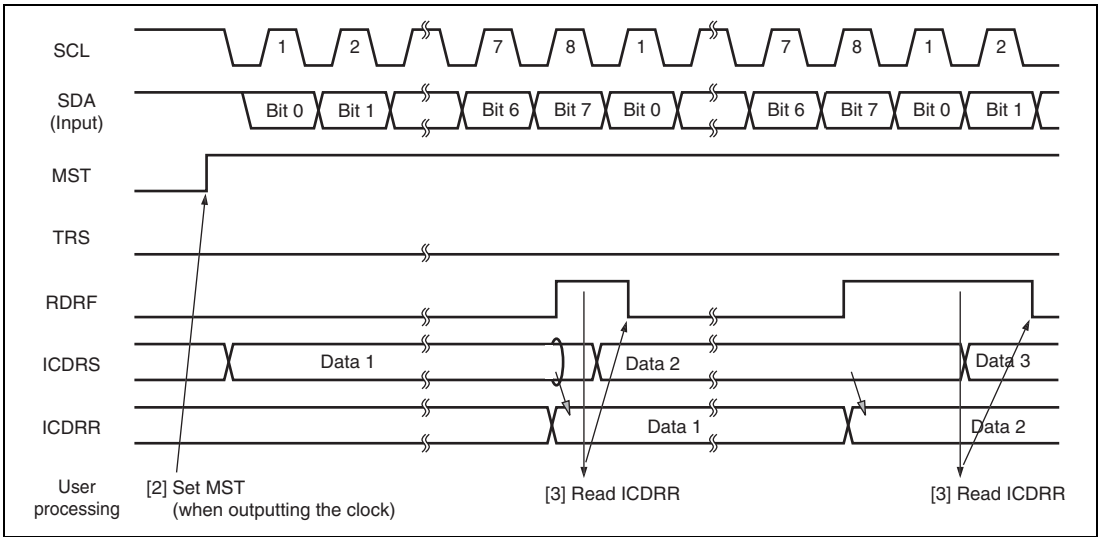 SCL 1 2 7 8 1 7 8 1 2
SDA
(Input) Bit 0 Bit 1 Bit 6 Bit 7 Bit 0 Bit 6 Bit 7 Bit 0 Bit 1
MST
TRS
RDRF
ICDRS Data 1 Data 2 Data 3
ICDRR Data 1 Data 2
User
processing
[2] Set MST
(when outputting the clock)
[3] Read ICDRR
[3] Read ICDRR